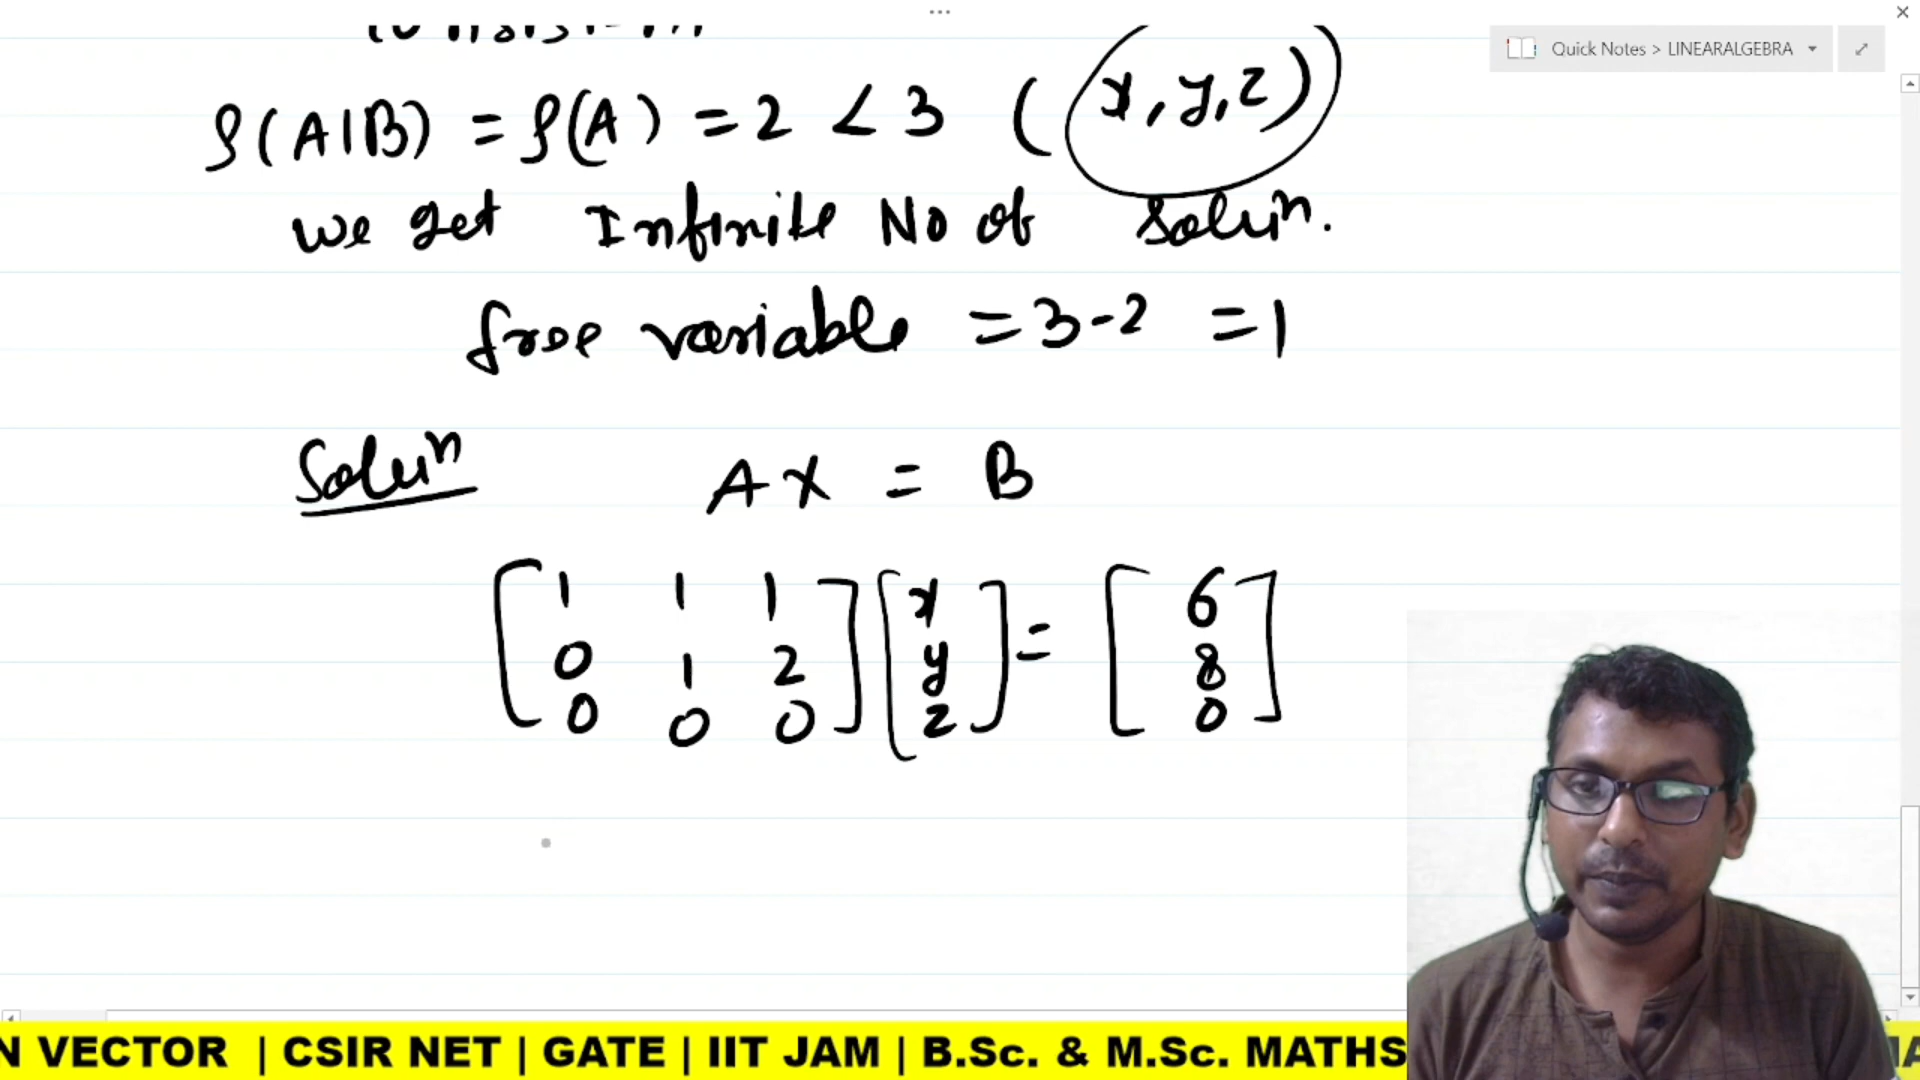 Quick Notes > LINEARALGEBRA
ρ(A|B) = ρ(A) = 2 < 3 (x, y, z)
we get Infinite No of Soluⁿ.
free variable = 3-2 = 1
Soluⁿ AX = B
[1 1 1] [x] = [6]
[0 1 2] [y] [8]
[0 0 0] [z] [0]
N VECTOR | CSIR NET | GATE | IIT JAM | B.Sc. & M.Sc. MATHS